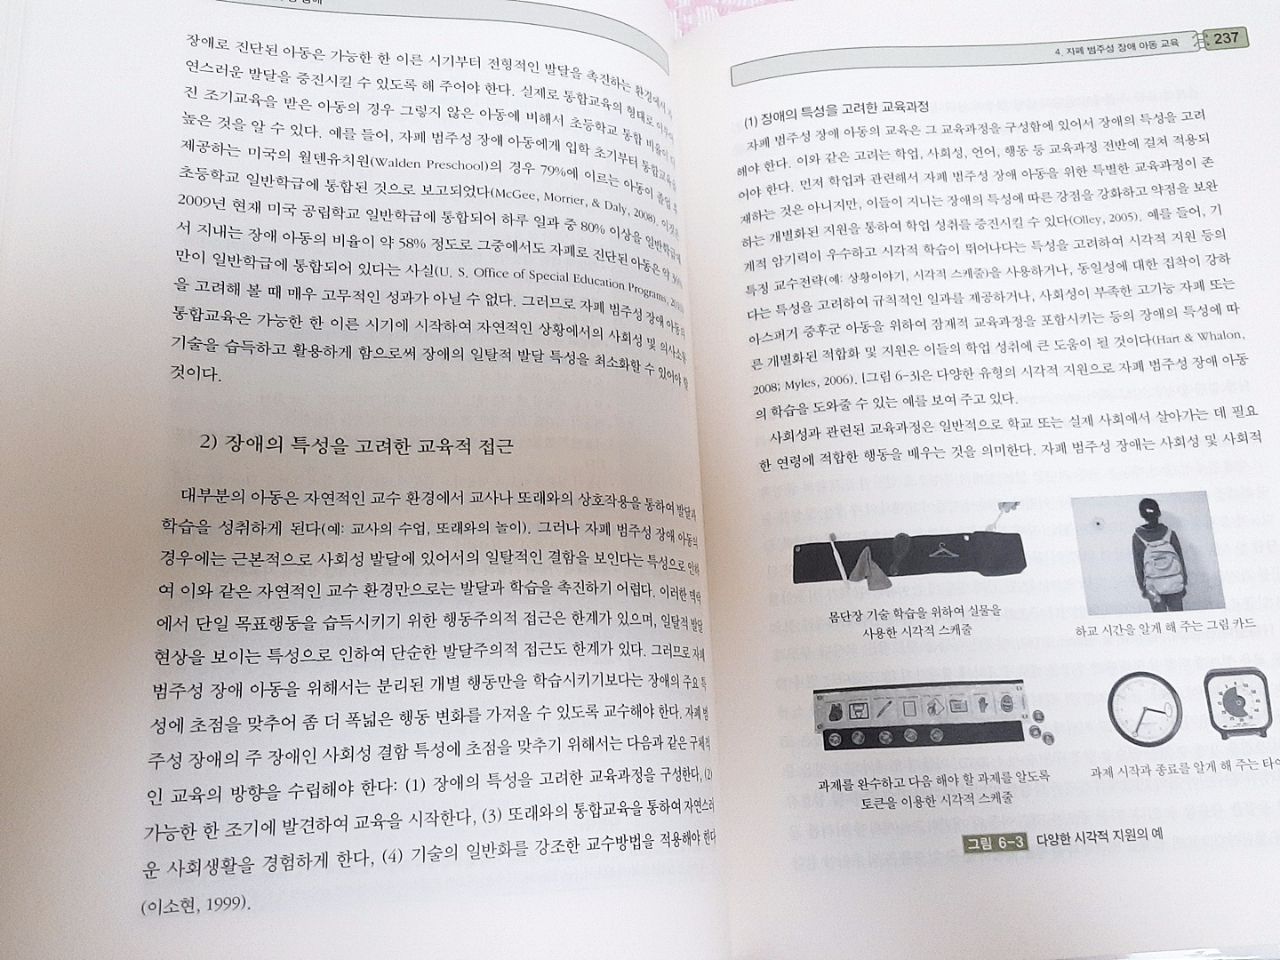 장애
장애로 진단된 아동은 가능한 한 이른 시기부터 전형적인 발달을 촉진하는 환경에서
연스러운 발달을 중진시킬 수 있도록 해 주어야 한다. 실제로 통합교육의 형태로
진 조기교육을 받은 아동의 경우 그렇지 않은 아동에 비해서 초등학교 통합 비율이
높은 것을 알 수 있다. 예를 들어, 자폐 범주성 장애 아동에게 입학 초기부터 통합교육을
제공하는 미국의 월덴유치원(Walden Preschool)의 경우 79%에 이르는 아동이 졸업 후
초등학교 일반학급에 통합된 것으로 보고되었다(McGee, Morrier, & Daly, 2008).
2009년 현재 미국 공립학교 일반학급에 통합되어 하루 일과 중 80% 이상을 일반학급에
서 지내는 장애 아동의 비율이 약 58% 정도로 그중에서도 자폐로 진단된 아동은 약
만이 일반학급에 통합되어 있다는 사실(U. S. Office of Special Education Programs,
을 고려해 볼 때 매우 고무적인 성과가 아닐 수 없다. 그러므로 자폐 범주성 장애 아동의
통합교육은 가능한 한 이른 시기에 시작하여 자연적인 상황에서의 사회성 및 의사소통
기술을 습득하고 활용하게 함으로써 장애의 일탈적 발달 특성을 최소화할 수 있어야 할
것이다.
2) 장애의 특성을 고려한 교육적 접근
대부분의 아동은 자연적인 교수 환경에서 교사나 또래와의 상호작용을 통하여 발달과
학습을 성취하게 된다(예: 교사의 수업, 또래와의 놀이). 그러나 자폐 범주성 장애 아동의
경우에는 근본적으로 사회성 발달에 있어서의 일탈적인 결함을 보인다는 특성으로 인하
여 이와 같은 자연적인 교수 환경만으로는 발달과 학습을 촉진하기 어렵다. 이러한 맥락
에서 단일 목표행동을 습득시키기 위한 행동주의적 접근은 한계가 있으며, 일탈적 발달
현상을 보이는 특성으로 인하여 단순한 발달주의적 접근도 한계가 있다. 그러므로 자폐
범주성 장애 아동을 위해서는 분리된 개별 행동만을 학습시키기보다는 장애의 주요 특
성에 초점을 맞추어 좀 더 폭넓은 행동 변화를 가져올 수 있도록 교수해야 한다. 자폐 범
주성 장애의 주 장애인 사회성 결함 특성에 초점을 맞추기 위해서는 다음과 같은 구체적
인 교육의 방향을 수립해야 한다: (1) 장애의 특성을 고려한 교육과정을 구성한다, (2)
가능한 한 조기에 발견하여 교육을 시작한다, (3) 또래와의 통합교육을 통하여 자연스러
운 사회생활을 경험하게 한다, (4) 기술의 일반화를 강조한 교수방법을 적용해야 한다
(이소현, 1999).
4. 자폐 범주성 장애 아동 교육 237
(1) 장애의 특성을 고려한 교육과정
자폐 범주성 장애 아동의 교육은 그 교육과정을 구성함에 있어서 장애의 특성을 고려
해야 한다. 이와 같은 고려는 학업, 사회성, 언어, 행동 등 교육과정 전반에 걸쳐 적용되
어야 한다. 먼저 학업과 관련해서 자폐 범주성 장애 아동을 위한 특별한 교육과정이 존
재하는 것은 아니지만, 이들이 지니는 장애의 특성에 따른 강점을 강화하고 약점을 보완
하는 개별화된 지원을 통하여 학업 성취를 증진시킬 수 있다(Olley, 2005). 예를 들어, 기
계적 암기력이 우수하고 시각적 학습이 뛰어나다는 특성을 고려하여 시각적 지원 등의
특정 교수전략(예: 상황이야기, 시각적 스케줄)을 사용하거나, 동일성에 대한 집착이 강하
다는 특성을 고려하여 규칙적인 일과를 제공하거나, 사회성이 부족한 고기능 자폐 또는
아스퍼거 증후군 아동을 위하여 잠재적 교육과정을 포함시키는 등의 장애의 특성에 따
른 개별화된 적합화 및 지원은 이들의 학업 성취에 큰 도움이 될 것이다(Hart & Whalon,
2008; Myles, 2006). [그림 6-3]은 다양한 유형의 시각적 지원으로 자폐 범주성 장애 아동
의 학습을 도와줄 수 있는 예를 보여 주고 있다.
사회성과 관련된 교육과정은 일반적으로 학교 또는 실제 사회에서 살아가는 데 필요
한 연령에 적합한 행동을 배우는 것을 의미한다. 자폐 범주성 장애는 사회성 및 사회적
몸단장 기술 학습을 위하여 실물을
사용한 시각적 스케줄
하교 시간을 알게 해 주는 그림 카드
과제를 완수하고 다음 해야 할 과제를 알도록
토큰을 이용한 시각적 스케줄
과제 시작과 종료를 알게 해 주는 타이
그림 6-3 다양한 시각적 지원의 예